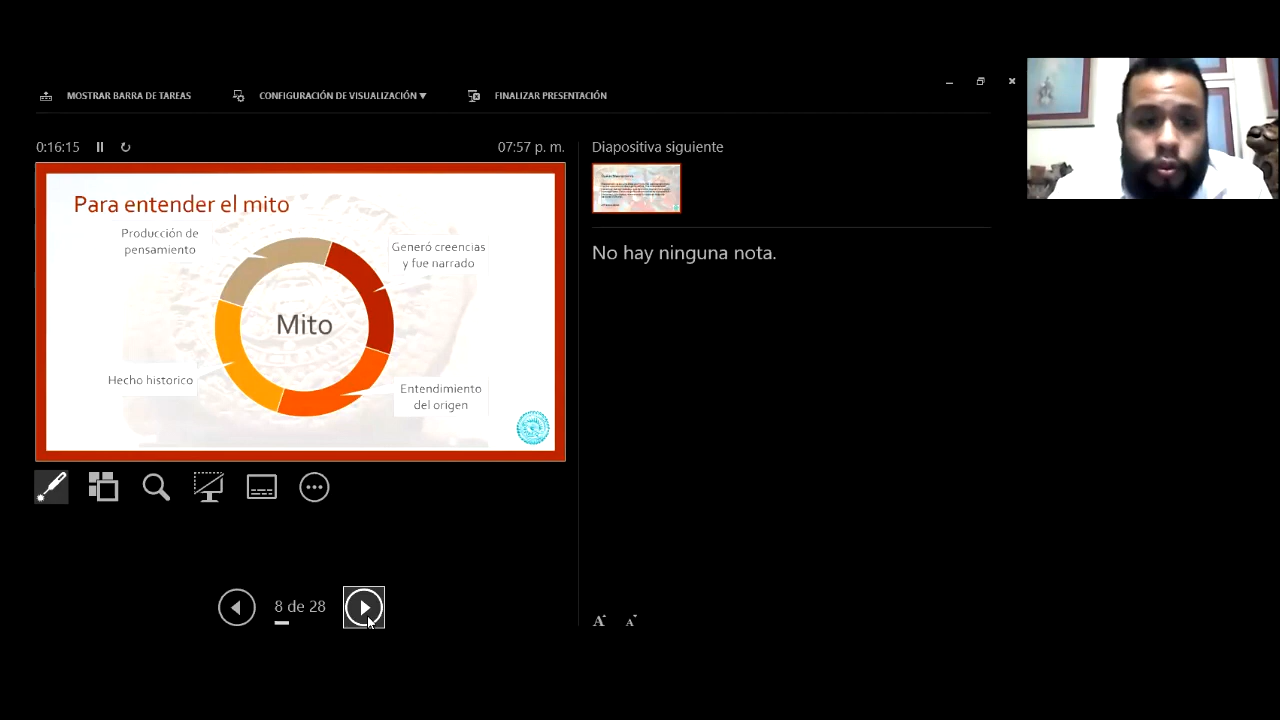 MOSTRAR BARRA DE TAREAS
CONFIGURACIÓN DE VISUALIZACIÓN ▼
FINALIZAR PRESENTACIÓN
0:16:15
07:57 p. m.
Diapositiva siguiente
Para entender el mito
Producción de
pensamiento
Generó creencias
y fue narrado
Mito
Hecho historico
Entendimiento
del origen
No hay ninguna nota.
8 de 28
A
A